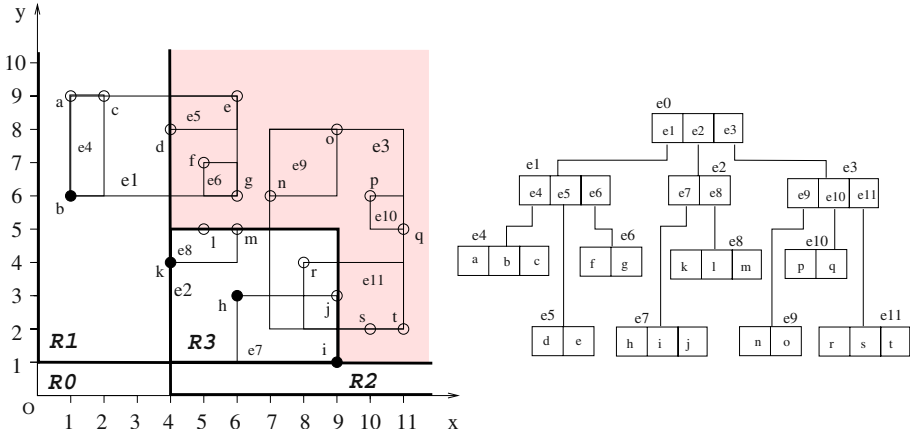 y
10
9
8
7
6
5
4
3
2
1
O
1 2 3 4 5 6 7 8 9 10 11
x
a
c
e4
b
e1
e5
e
d
f
e6
g
o
e9
e3
n
p
e10
q
l
m
e8
k
e2
h
r
e11
j
s
t
e7
i
R1
R3
R0
R2
e0
e1 e2 e3
e1
e4 e5 e6
e2
e7 e8
e3
e9 e10 e11
e4
a b c
e6
f g
e8
k l m
e10
p q
e5
d e
e7
h i j
e9
n o
e11
r s t